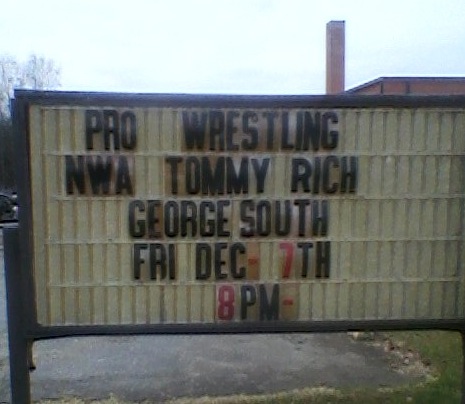 PRO WRESTLING
NWA TOMMY RICH
GEORGE SOUTH
FRI DEC- 7TH
8PM-